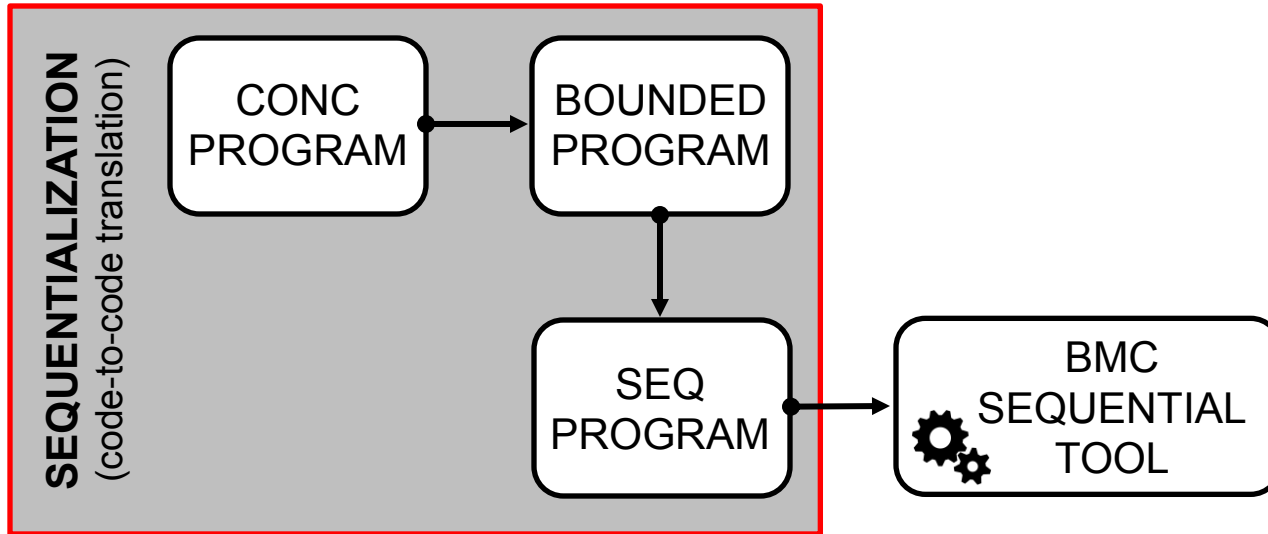 SEQUENTIALIZATION
(code-to-code translation)
CONC
PROGRAM
BOUNDED
PROGRAM
SEQ
PROGRAM
BMC
SEQUENTIAL
TOOL